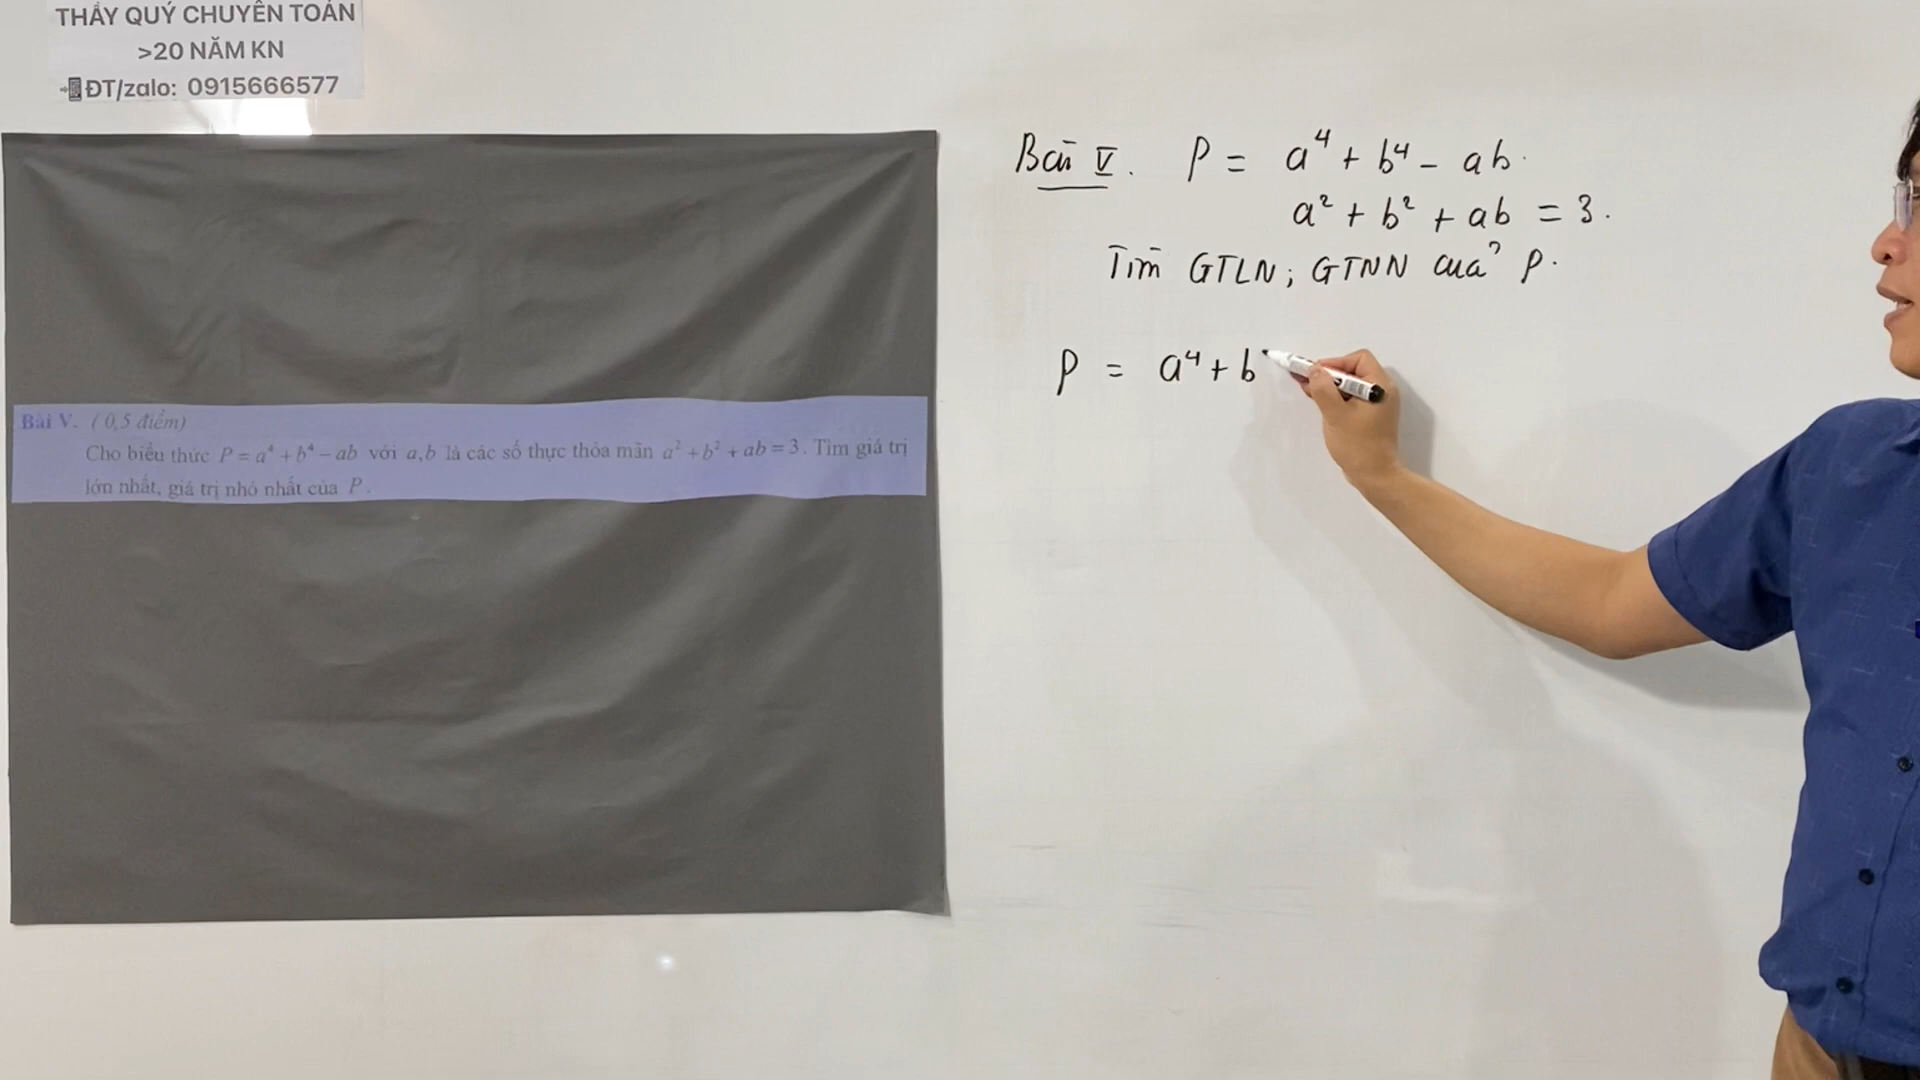 THẦY QUÝ CHUYÊN TOÁN
>20 NĂM KN
ĐT/zalo: 0915666577
Bài V. ( 0,5 điểm)
Cho biểu thức P = a⁴ + b⁴ − ab với a,b là các số thực thỏa mãn a² + b² + ab = 3. Tìm giá trị
lớn nhất, giá trị nhỏ nhất của P.
Bài V. P = a⁴ + b⁴ − ab.
a² + b² + ab = 3.
Tìm GTLN; GTNN của P.
P = a⁴ + b